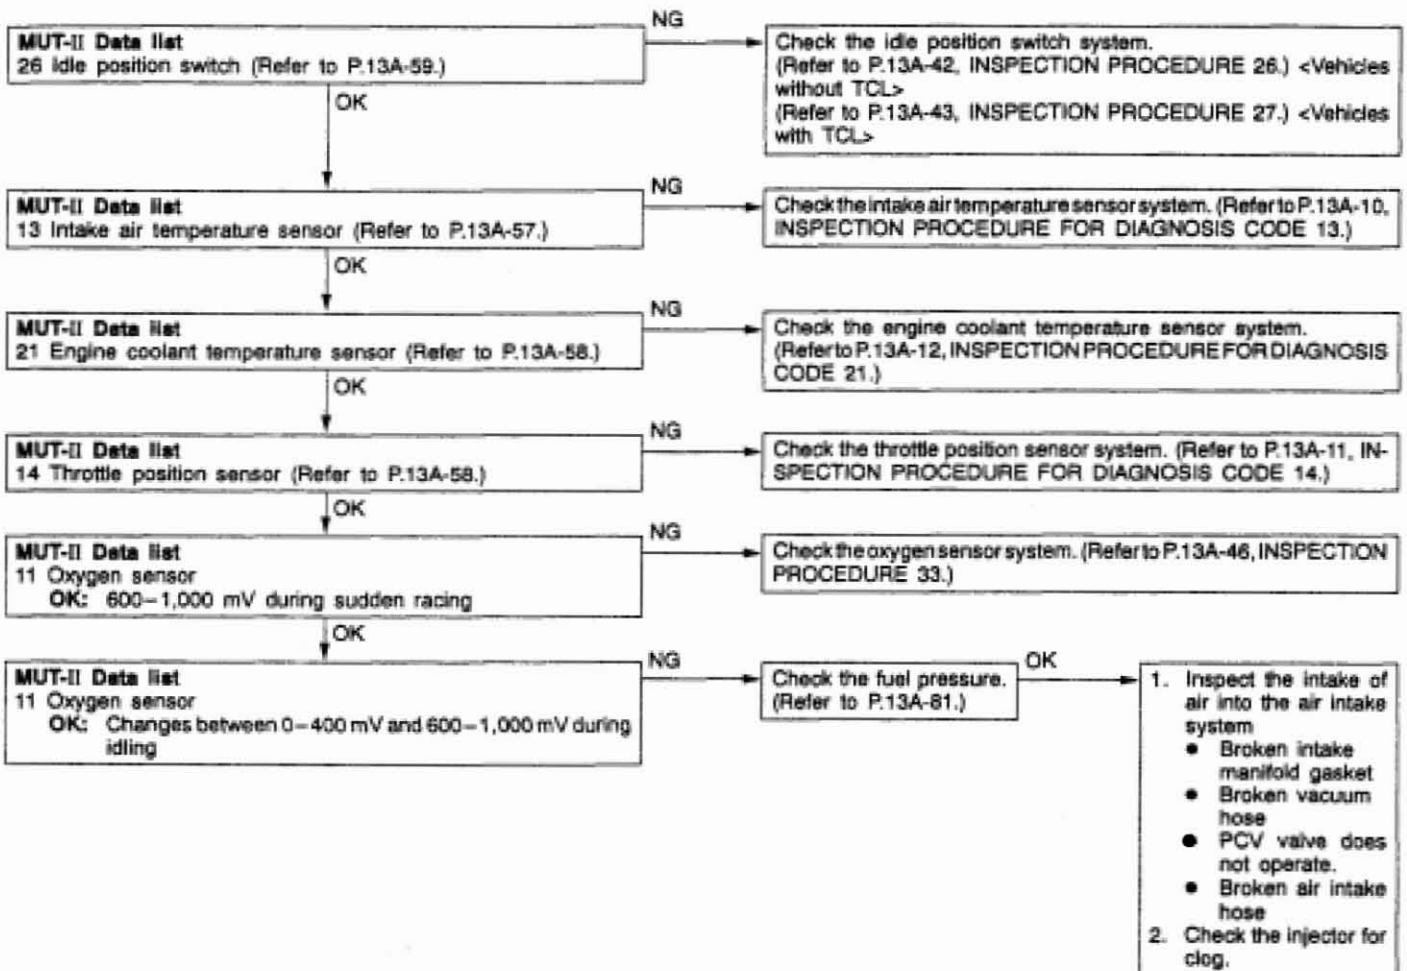 NG
MUT-II Data list
26 Idle position switch (Refer to P.13A-59.)
Check the idle position switch system.
(Refer to P.13A-42, INSPECTION PROCEDURE 26.) <Vehicles
without TCL>
(Refer to P.13A-43, INSPECTION PROCEDURE 27.) <Vehicles
with TCL>
OK
NG
MUT-II Data list
13 Intake air temperature sensor (Refer to P.13A-57.)
Check the intake air temperature sensor system. (Refer to P.13A-10,
INSPECTION PROCEDURE FOR DIAGNOSIS CODE 13.)
OK
NG
MUT-II Data list
21 Engine coolant temperature sensor (Refer to P.13A-58.)
Check the engine coolant temperature sensor system.
(Refer to P.13A-12, INSPECTION PROCEDURE FOR DIAGNOSIS
CODE 21.)
OK
NG
MUT-II Data list
14 Throttle position sensor (Refer to P.13A-58.)
Check the throttle position sensor system. (Refer to P.13A-11, IN-
SPECTION PROCEDURE FOR DIAGNOSIS CODE 14.)
OK
NG
MUT-II Data list
11 Oxygen sensor
OK: 600–1,000 mV during sudden racing
Check the oxygen sensor system. (Refer to P.13A-46, INSPECTION
PROCEDURE 33.)
OK
NG
MUT-II Data list
11 Oxygen sensor
OK: Changes between 0–400 mV and 600–1,000 mV during
idling
Check the fuel pressure.
(Refer to P.13A-81.)
OK
1. Inspect the intake of
air into the air intake
system
● Broken intake
manifold gasket
● Broken vacuum
hose
● PCV valve does
not operate.
● Broken air intake
hose
2. Check the injector for
clog.